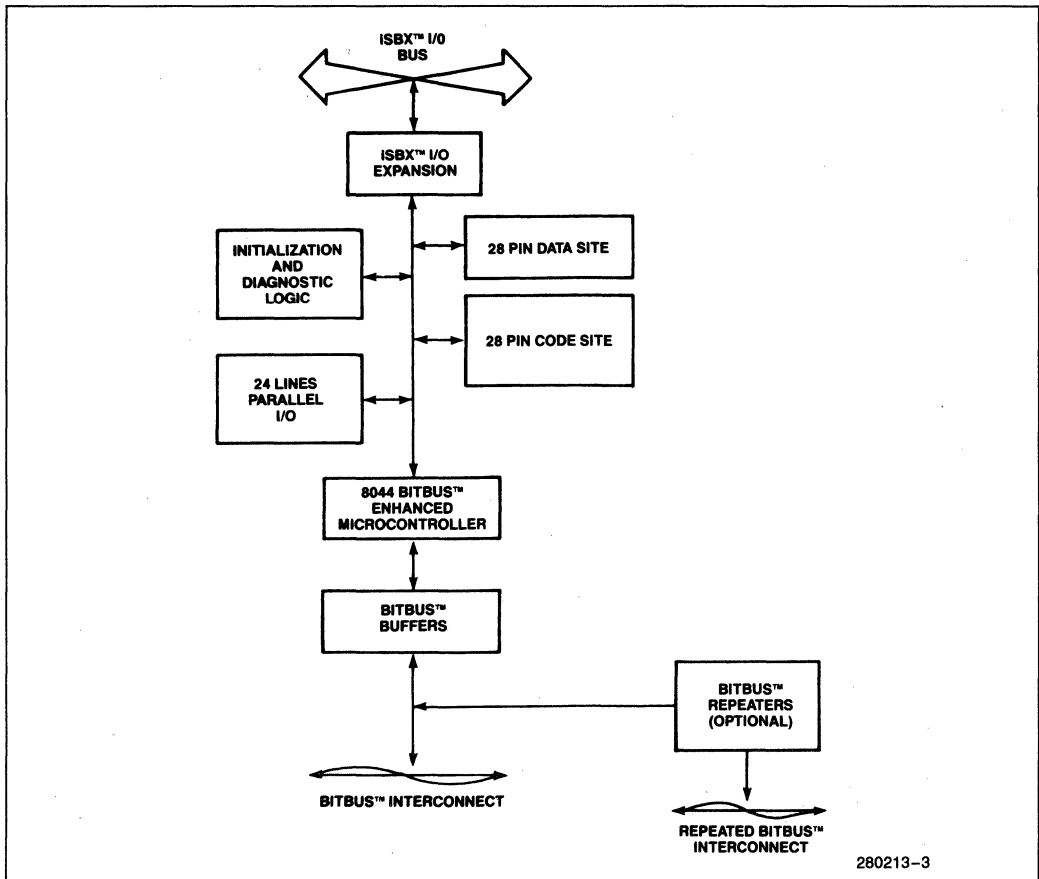 iSBX™ I/0
BUS
iSBX™ I/O
EXPANSION
INITIALIZATION
AND
DIAGNOSTIC
LOGIC
28 PIN DATA SITE
28 PIN CODE SITE
24 LINES
PARALLEL
I/O
8044 BITBUS™
ENHANCED
MICROCONTROLLER
BITBUS™
BUFFERS
BITBUS™
REPEATERS
(OPTIONAL)
BITBUS™ INTERCONNECT
REPEATED BITBUS™
INTERCONNECT
280213-3